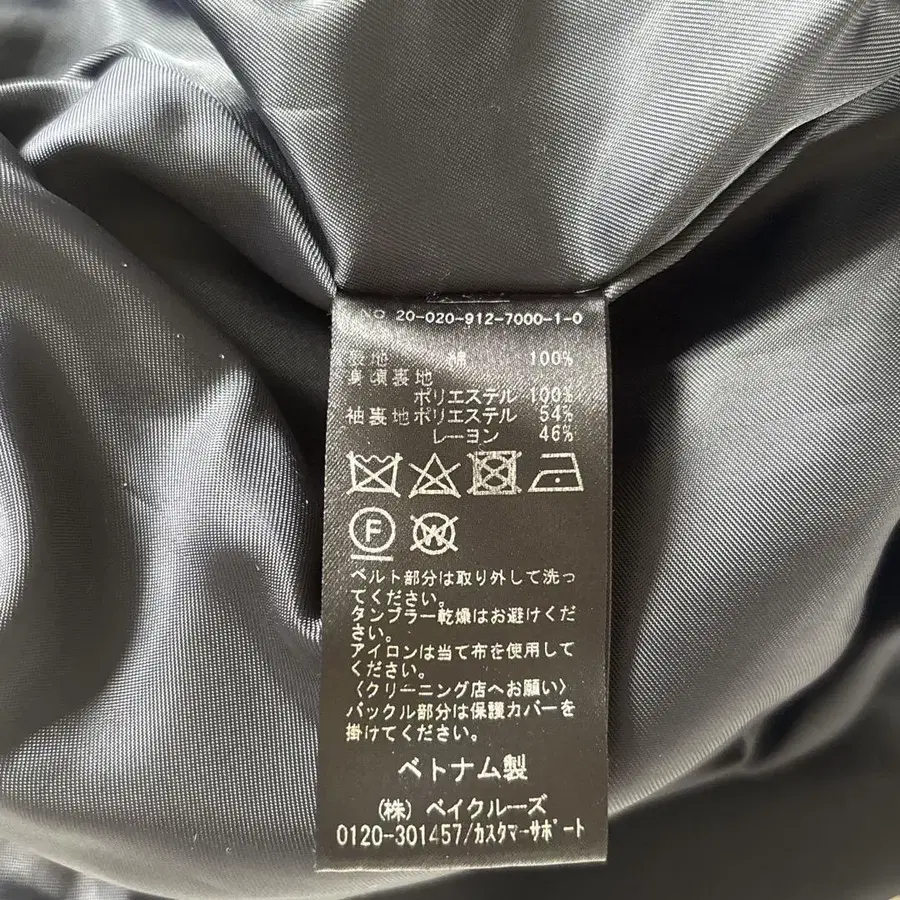 NO 20-020-912-7000-1-0
表地 綿 100%
身頃裏地
ポリエステル 100%
袖裏地ポリエステル 54%
レーヨン 46%
F W
ベルト部分は取り外して洗っ
てください。
タンブラー乾燥はお避けくだ
さい。
アイロンは当て布を使用して
ください。
〈クリーニング店へお願い〉
バックル部分は保護カバーを
掛けてください。
ベトナム製
(株) ベイクルーズ
0120-301457/カスタマーサポート